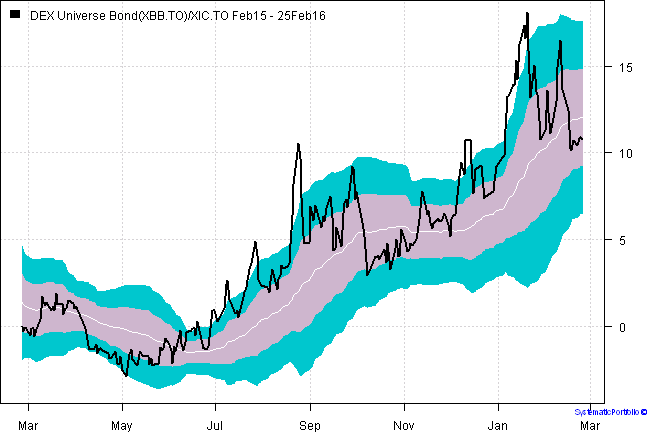 DEX Universe Bond(XBB.TO)/XIC.TO Feb15 - 25Feb16
15
10
5
0
Mar May Jul Sep Nov Jan Mar
SystematicPortfolio ©